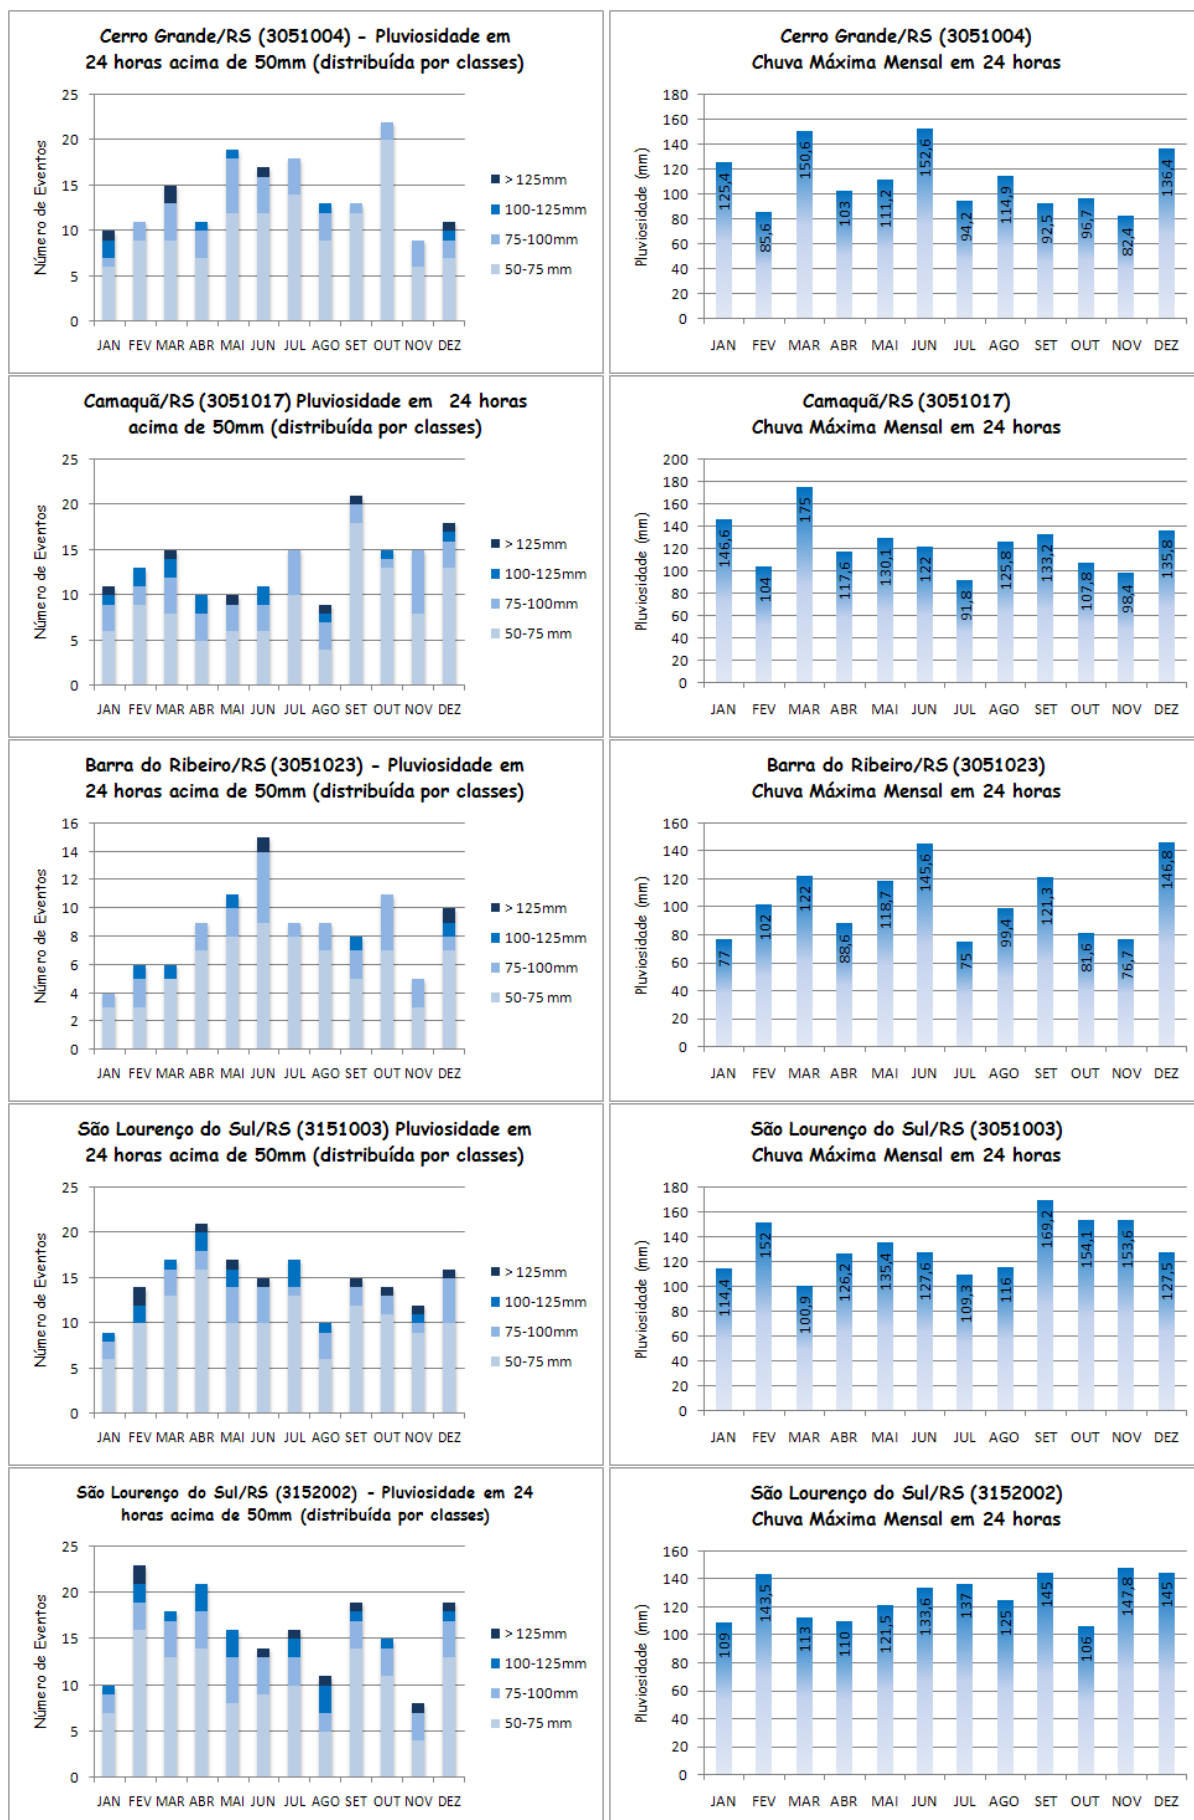 Cerro Grande/RS (3051004) - Pluviosidade em
24 horas acima de 50mm (distribuída por classes)
Número de Eventos
25
20
15
10
5
0
JAN FEV MAR ABR MAI JUN JUL AGO SET OUT NOV DEZ
> 125mm
100-125mm
75-100mm
50-75 mm
Cerro Grande/RS (3051004)
Chuva Máxima Mensal em 24 horas
Pluviosidade (mm)
180
160
140
120
100
80
60
40
20
0
125,4
85,6
150,6
103
111,2
152,6
94,2
114,9
92,5
96,7
82,4
136,4
JAN FEV MAR ABR MAI JUN JUL AGO SET OUT NOV DEZ
Camaquã/RS (3051017) Pluviosidade em 24 horas
acima de 50mm (distribuída por classes)
Número de Eventos
25
20
15
10
5
0
JAN FEV MAR ABR MAI JUN JUL AGO SET OUT NOV DEZ
> 125mm
100-125mm
75-100mm
50-75 mm
Camaquã/RS (3051017)
Chuva Máxima Mensal em 24 horas
Pluviosidade (mm)
200
180
160
140
120
100
80
60
40
20
0
146,6
104
175
117,6
130,1
122
91,8
125,8
133,2
107,8
98,4
135,8
JAN FEV MAR ABR MAI JUN JUL AGO SET OUT NOV DEZ
Barra do Ribeiro/RS (3051023) - Pluviosidade em
24 horas acima de 50mm (distribuída por classes)
Número de Eventos
16
14
12
10
8
6
4
2
0
JAN FEV MAR ABR MAI JUN JUL AGO SET OUT NOV DEZ
> 125mm
100-125mm
75-100mm
50-75 mm
Barra do Ribeiro/RS (3051023)
Chuva Máxima Mensal em 24 horas
Pluviosidade (mm)
160
140
120
100
80
60
40
20
0
77
102
122
88,6
118,7
145,6
75
99,4
121,3
81,6
76,7
146,8
JAN FEV MAR ABR MAI JUN JUL AGO SET OUT NOV DEZ
São Lourenço do Sul/RS (3151003) Pluviosidade em
24 horas acima de 50mm (distribuída por classes)
Número de Eventos
25
20
15
10
5
0
JAN FEV MAR ABR MAI JUN JUL AGO SET OUT NOV DEZ
> 125mm
100-125mm
75-100mm
50-75 mm
São Lourenço do Sul/RS (3051003)
Chuva Máxima Mensal em 24 horas
Pluviosidade (mm)
180
160
140
120
100
80
60
40
20
0
114,4
152
100,9
126,2
135,4
127,6
109,3
116
169,2
154,1
153,6
127,5
JAN FEV MAR ABR MAI JUN JUL AGO SET OUT NOV DEZ
São Lourenço do Sul/RS (3152002) - Pluviosidade em 24
horas acima de 50mm (distribuída por classes)
Número de Eventos
25
20
15
10
5
0
JAN FEV MAR ABR MAI JUN JUL AGO SET OUT NOV DEZ
> 125mm
100-125mm
75-100mm
50-75 mm
São Lourenço do Sul/RS (3152002)
Chuva Máxima Mensal em 24 horas
Pluviosidade (mm)
160
140
120
100
80
60
40
20
0
109
143,5
113
110
121,5
133,6
137
125
145
106
147,8
145
JAN FEV MAR ABR MAI JUN JUL AGO SET OUT NOV DEZ